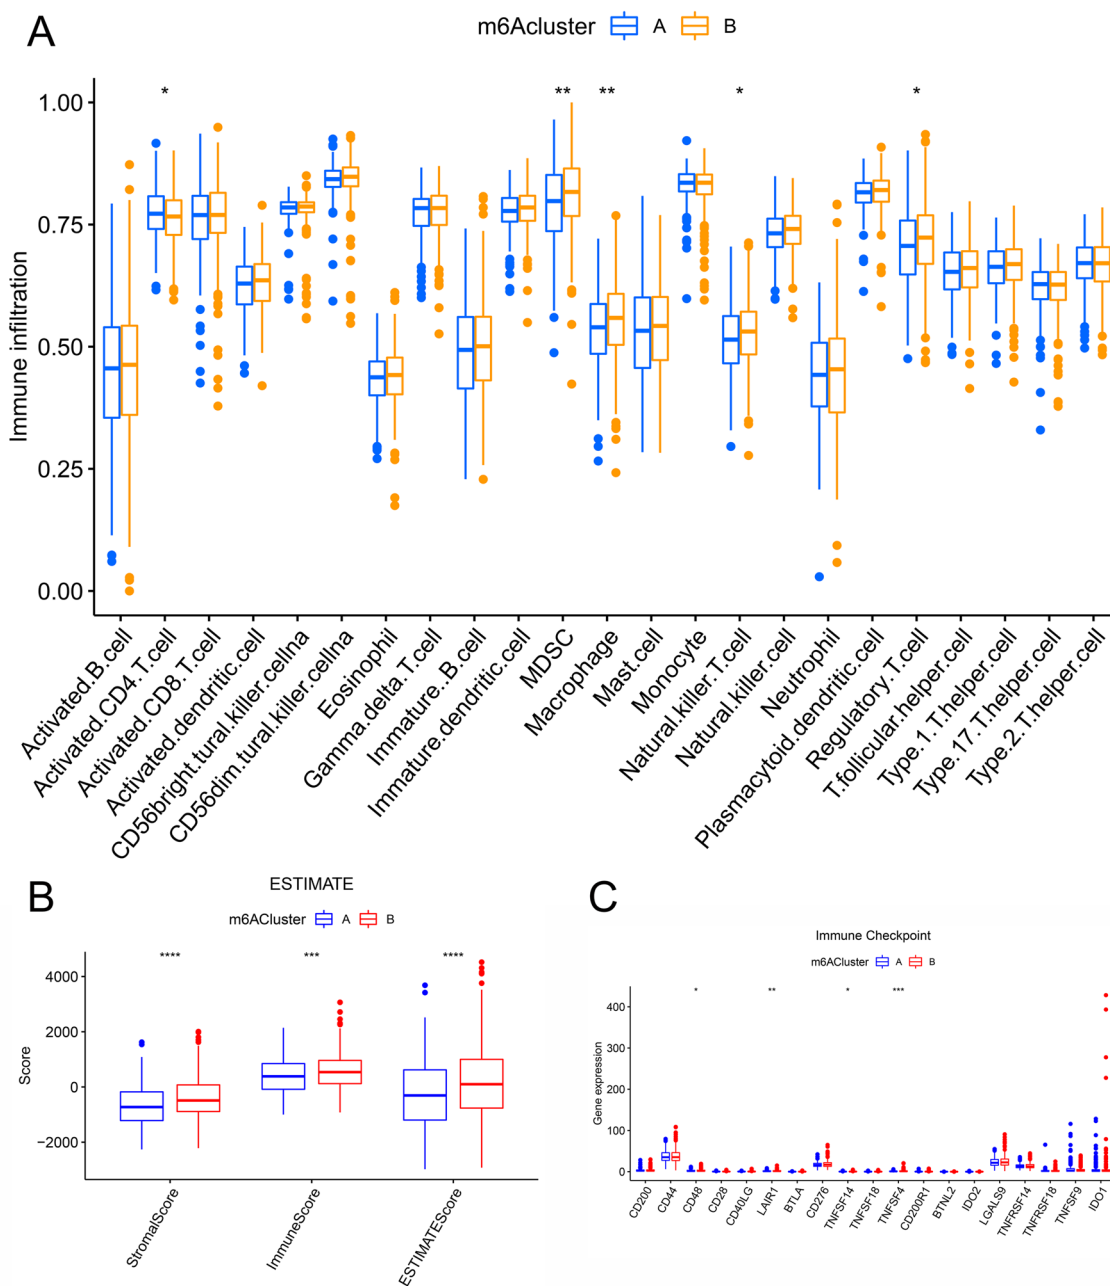 A
m6Acluster A B
* ** ** * *
1.00
0.75
0.50
0.25
0.00
Immune infiltration
Activated.B.cell
Activated.CD4.T.cell
Activated.CD8.T.cell
Activated.dendritic.cell
CD56bright.tural.killer.cellna
CD56dim.tural.killer.cellna
Eosinophil
Gamma.delta.T.cell
Immature..B.cell
Immature.dendritic.cell
MDSC
Macrophage
Mast.cell
Monocyte
Natural.killer.T.cell
Natural.killer.cell
Neutrophil
Plasmacytoid.dendritic.cell
Regulatory.T.cell
T.follicular.helper.cell
Type.1.T.helper.cell
Type.17.T.helper.cell
Type.2.T.helper.cell
B
ESTIMATE
m6ACluster A B
**** *** ****
4000
2000
0
−2000
Score
StromalScore
ImmuneScore
ESTIMATEScore
C
Immune Checkpoint
m6ACluster A B
* ** * ***
400
300
200
100
0
Gene expression
CD200
CD44
CD48
CD28
CD40LG
LAIR1
BTLA
CD276
TNFSF14
TNFSF18
TNFSF4
CD200R1
BTNL2
IDO2
LGALS9
TNFRSF14
TNFRSF18
TNFSF9
IDO1